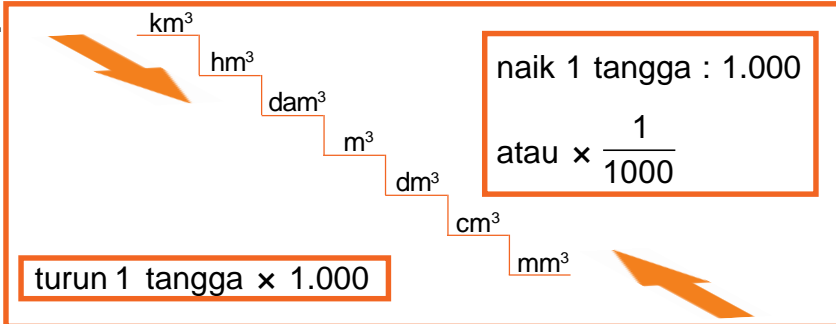 km³
hm³
dam³
m³
dm³
cm³
mm³
naik 1 tangga : 1.000
atau × 1/1000
turun 1 tangga × 1.000